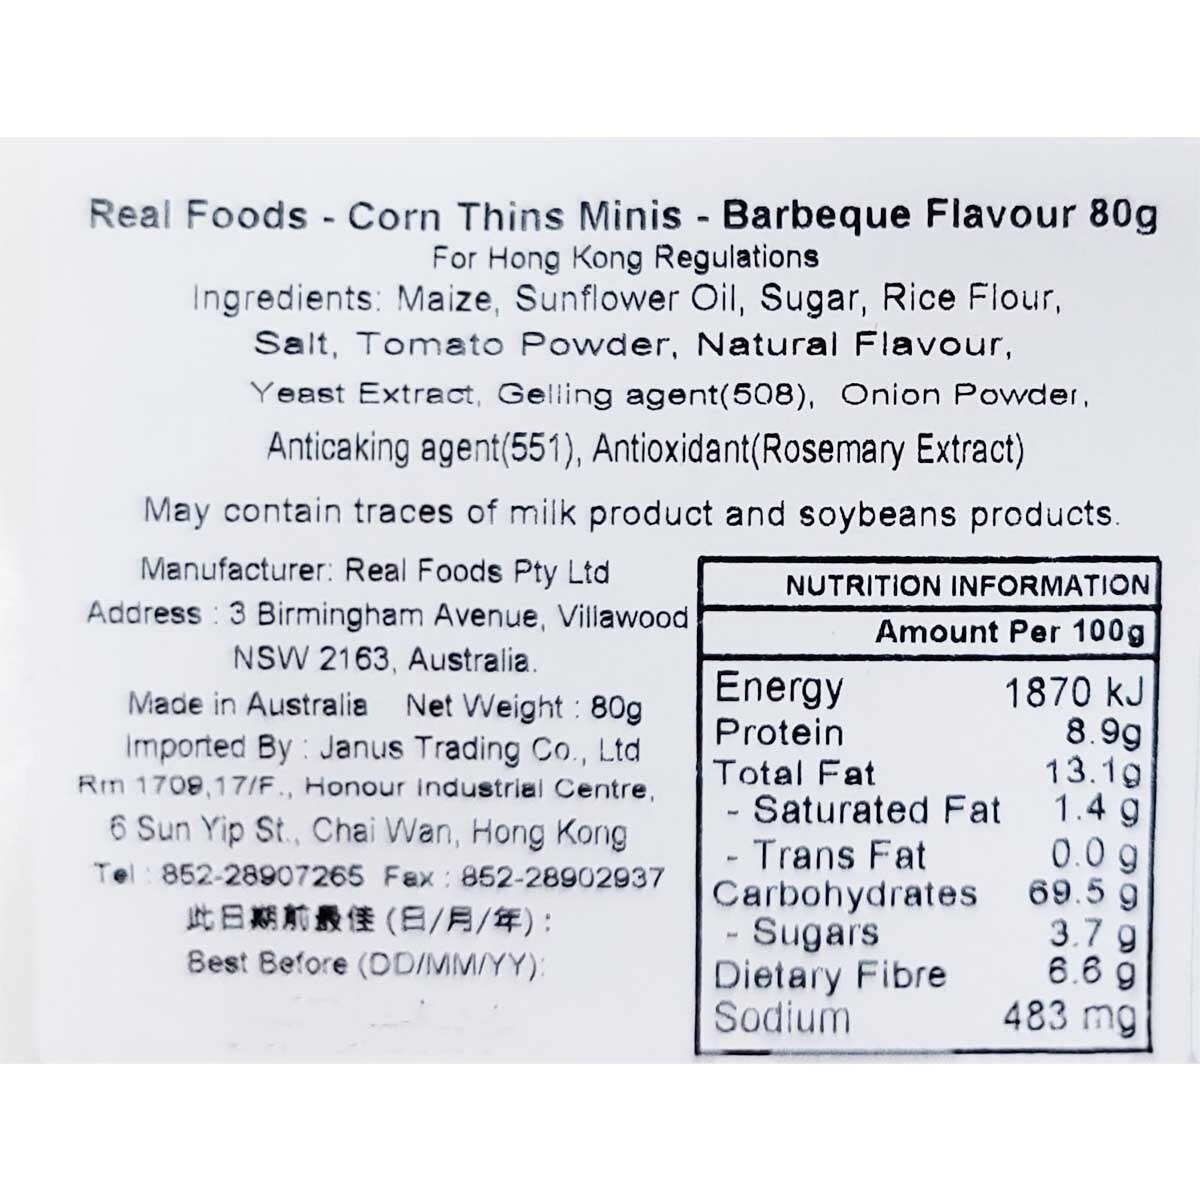 Real Foods - Corn Thins Minis - Barbeque Flavour 80g
For Hong Kong Regulations
Ingredients: Maize, Sunflower Oil, Sugar, Rice Flour,
Salt, Tomato Powder, Natural Flavour,
Yeast Extract, Gelling agent(508), Onion Powder,
Anticaking agent(551), Antioxidant(Rosemary Extract)
May contain traces of milk product and soybeans products.
Manufacturer: Real Foods Pty Ltd
Address : 3 Birmingham Avenue, Villawood
NSW 2163, Australia.
Made in Australia Net Weight : 80g
Imported By : Janus Trading Co., Ltd
Rm 1709,17/F., Honour Industrial Centre,
6 Sun Yip St., Chai Wan, Hong Kong
Tel : 852-28907265 Fax : 852-28902937
此日期前最佳 (日/月/年) :
Best Before (DD/MM/YY):
NUTRITION INFORMATION
Amount Per 100g
Energy 1870 kJ
Protein 8.9g
Total Fat 13.1g
- Saturated Fat 1.4 g
- Trans Fat 0.0 g
Carbohydrates 69.5 g
- Sugars 3.7 g
Dietary Fibre 6.6 g
Sodium 483 mg